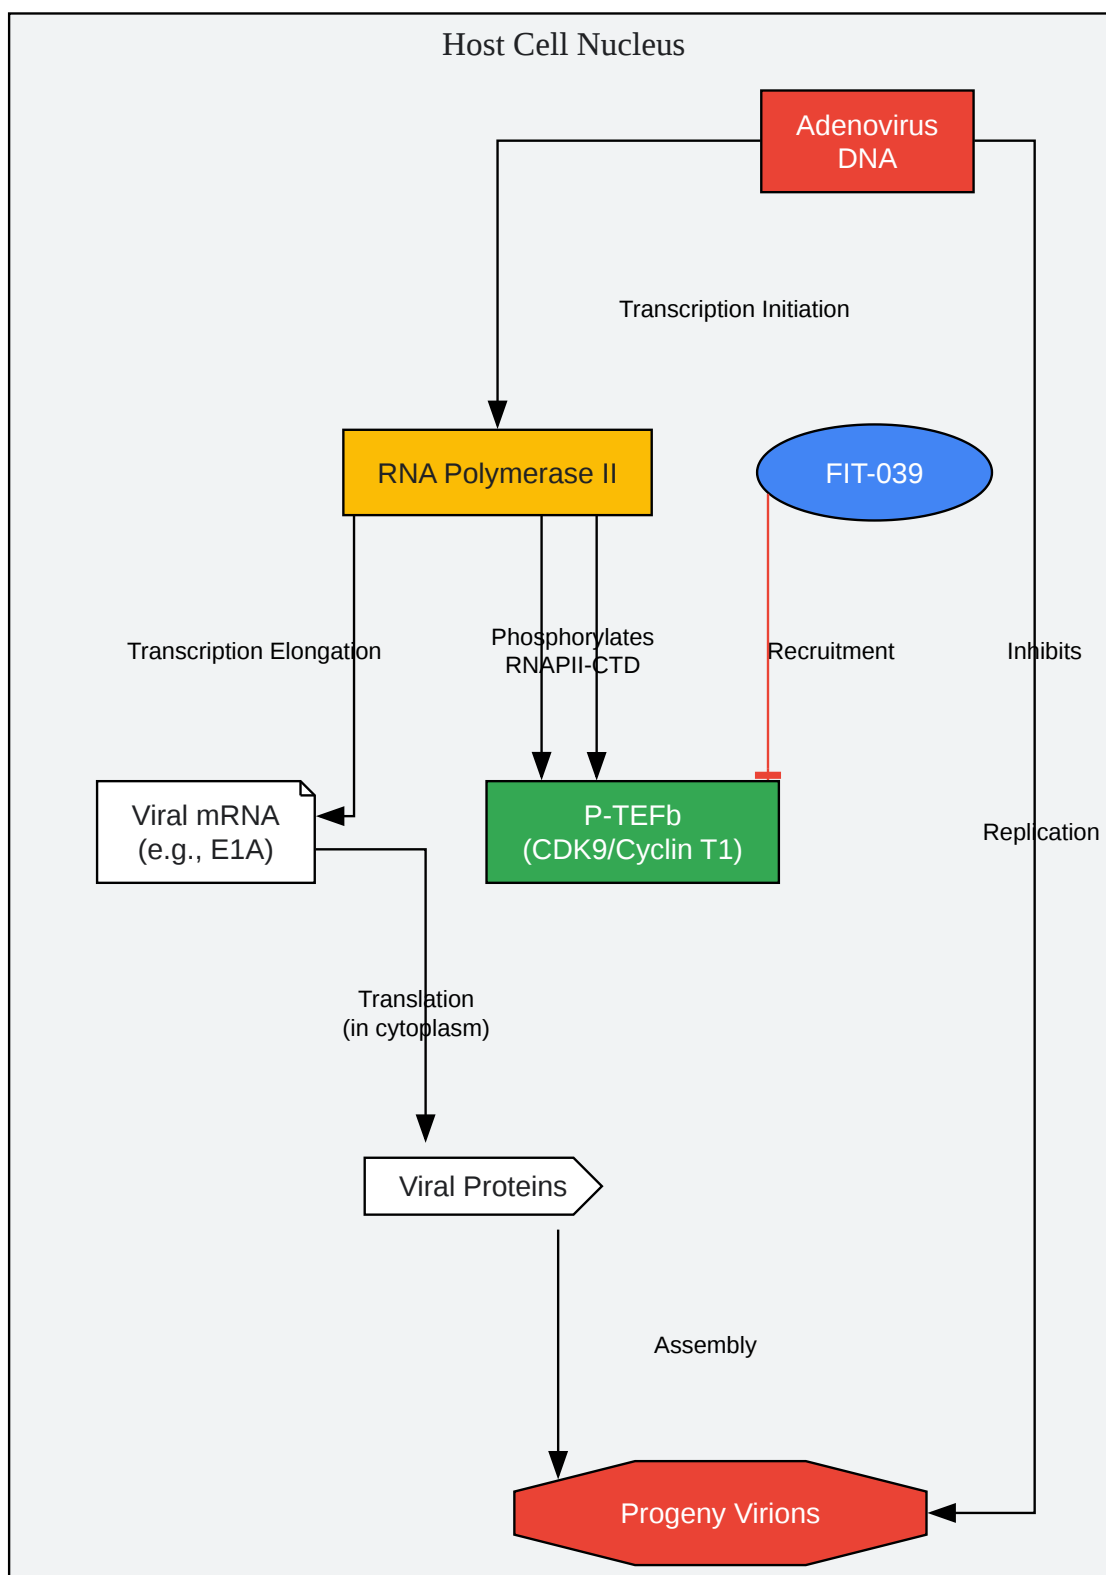 Host Cell Nucleus
Adenovirus
DNA
Transcription Initiation
RNA Polymerase II
FIT-039
Transcription Elongation
Phosphorylates
RNAPII-CTD
Recruitment
Inhibits
Viral mRNA
(e.g., E1A)
P-TEFb
(CDK9/Cyclin T1)
Replication
Translation
(in cytoplasm)
Viral Proteins
Assembly
Progeny Virions